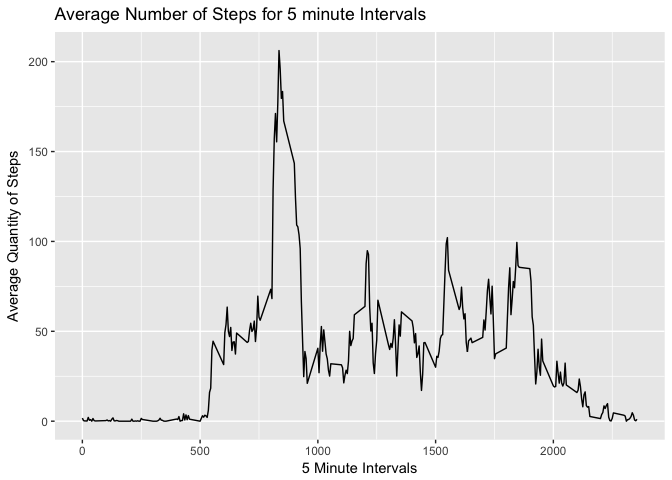 Average Number of Steps for 5 minute Intervals
Average Quantity of Steps
200
150
100
50
0
0 500 1000 1500 2000
5 Minute Intervals